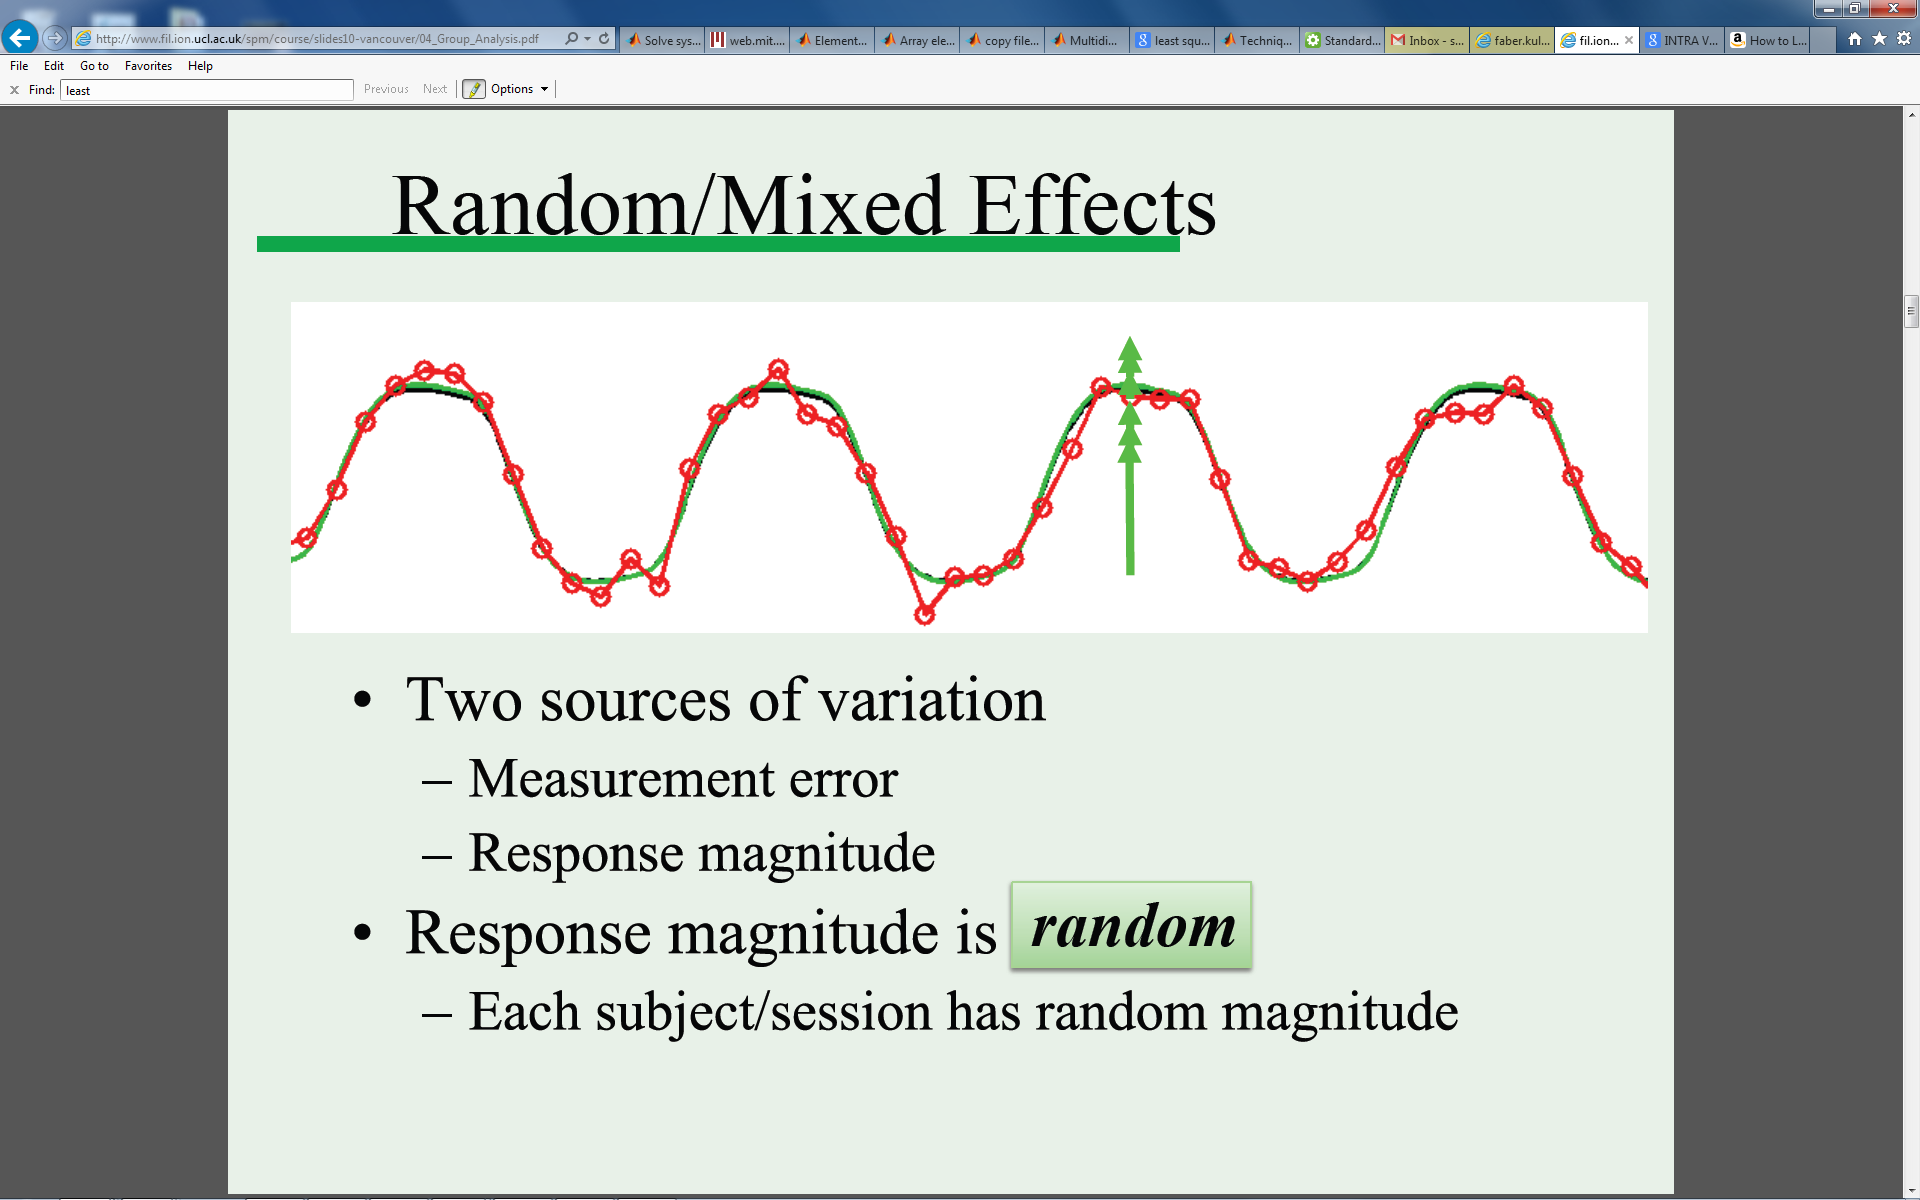 http://www.fil.ion.ucl.ac.uk/spm/course/slides10-vancouver/04_Group_Analysis.pdf
Solve sys... web.mit.... Element... Array ele... copy file... Multidi... least squ... Techniq... Standard... Inbox - s... faber.kul... fil.ion... INTRA V... How to L...
File Edit Go to Favorites Help
Find: least Previous Next Options
Random/Mixed Effects
• Two sources of variation
– Measurement error
– Response magnitude
• Response magnitude is random
– Each subject/session has random magnitude